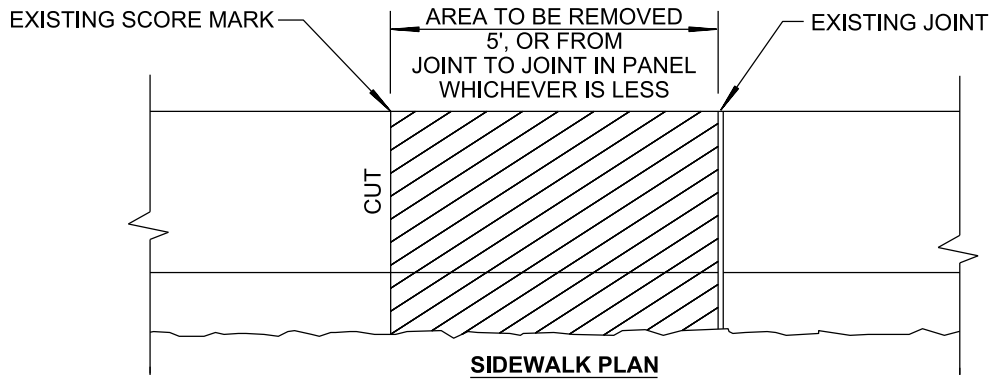 EXISTING SCORE MARK
AREA TO BE REMOVED
5', OR FROM
JOINT TO JOINT IN PANEL
WHICHEVER IS LESS
EXISTING JOINT
CUT
SIDEWALK PLAN